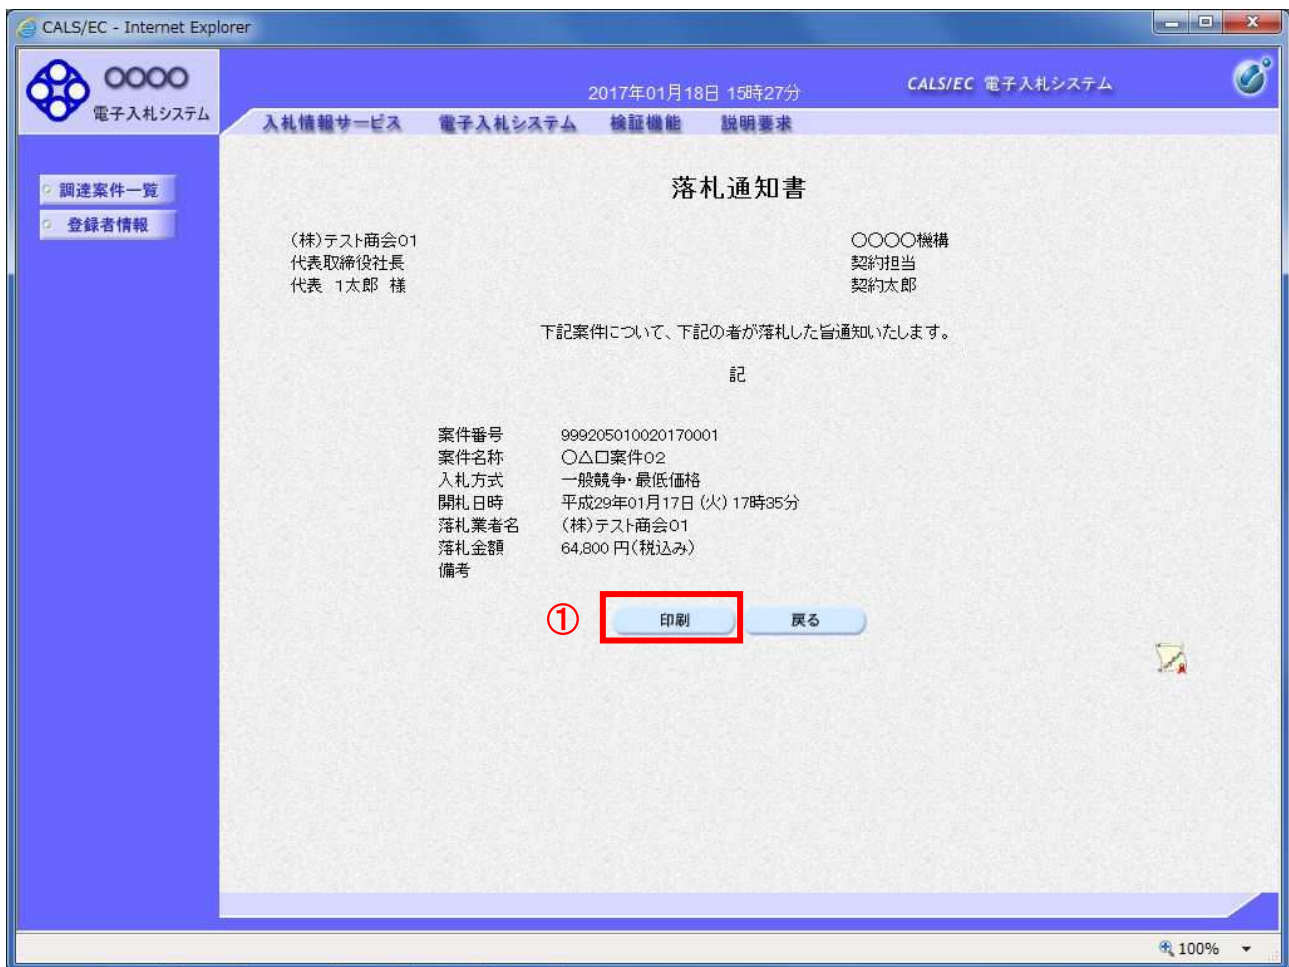 CALS/EC - Internet Explorer
〇〇〇〇
電子入札システム
2017年01月18日 15時27分
CALS/EC 電子入札システム
入札情報サービス 電子入札システム 検証機能 説明要求
調達案件一覧
登録者情報
落札通知書
(株)テスト商会01
代表取締役社長
代表 1太郎 様
〇〇〇〇機構
契約担当
契約太郎
下記案件について、下記の者が落札した旨通知いたします。
記
案件番号 9992050100201​70001
案件名称 〇△口案件02
入札方式 一般競争・最低価格
開札日時 平成29年01月17日 (火) 17時35分
落札業者名 (株)テスト商会01
落札金額 64,800 円(税込み)
備考
① 印刷 戻る
100%